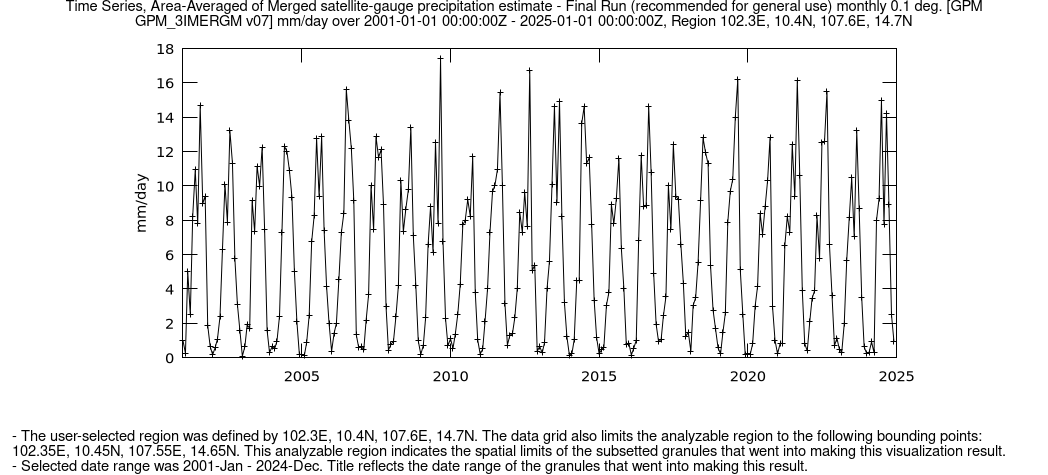 Time Series, Area-Averaged of Merged satellite-gauge precipitation estimate - Final Run (recommended for general use) monthly 0.1 deg. [GPM
GPM_3IMERGM v07] mm/day over 2001-01-01 00:00:00Z - 2025-01-01 00:00:00Z, Region 102.3E, 10.4N, 107.6E, 14.7N
18
16
14
12
10
8
6
4
2
0
mm/day
2005 2010 2015 2020 2025
- The user-selected region was defined by 102.3E, 10.4N, 107.6E, 14.7N. The data grid also limits the analyzable region to the following bounding points:
102.35E, 10.45N, 107.55E, 14.65N. This analyzable region indicates the spatial limits of the subsetted granules that went into making this visualization result.
- Selected date range was 2001-Jan - 2024-Dec. Title reflects the date range of the granules that went into making this result.